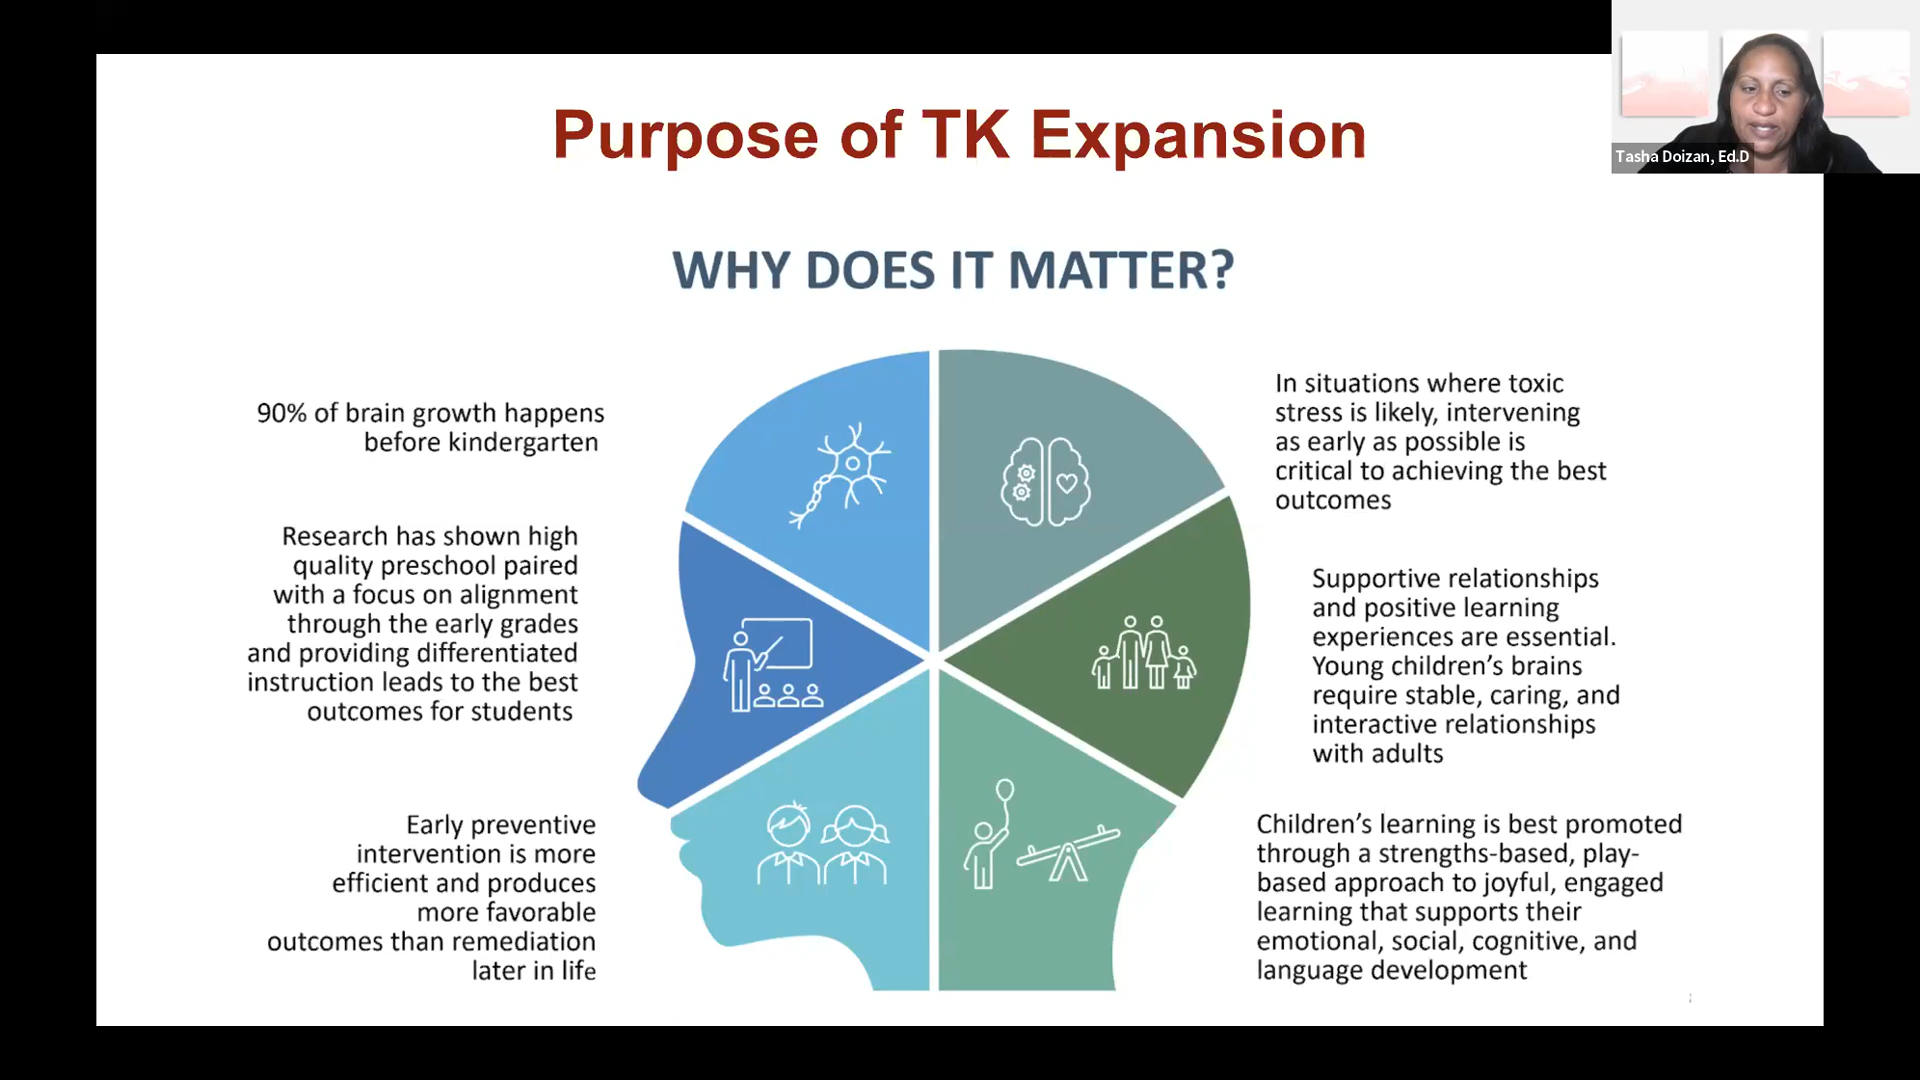 Purpose of TK Expansion
Tasha Doizan, Ed.D
WHY DOES IT MATTER?
90% of brain growth happens
before kindergarten
Research has shown high
quality preschool paired
with a focus on alignment
through the early grades
and providing differentiated
instruction leads to the best
outcomes for students
Early preventive
intervention is more
efficient and produces
more favorable
outcomes than remediation
later in life
In situations where toxic
stress is likely, intervening
as early as possible is
critical to achieving the best
outcomes
Supportive relationships
and positive learning
experiences are essential.
Young children’s brains
require stable, caring, and
interactive relationships
with adults
Children’s learning is best promoted
through a strengths-based, play-
based approach to joyful, engaged
learning that supports their
emotional, social, cognitive, and
language development